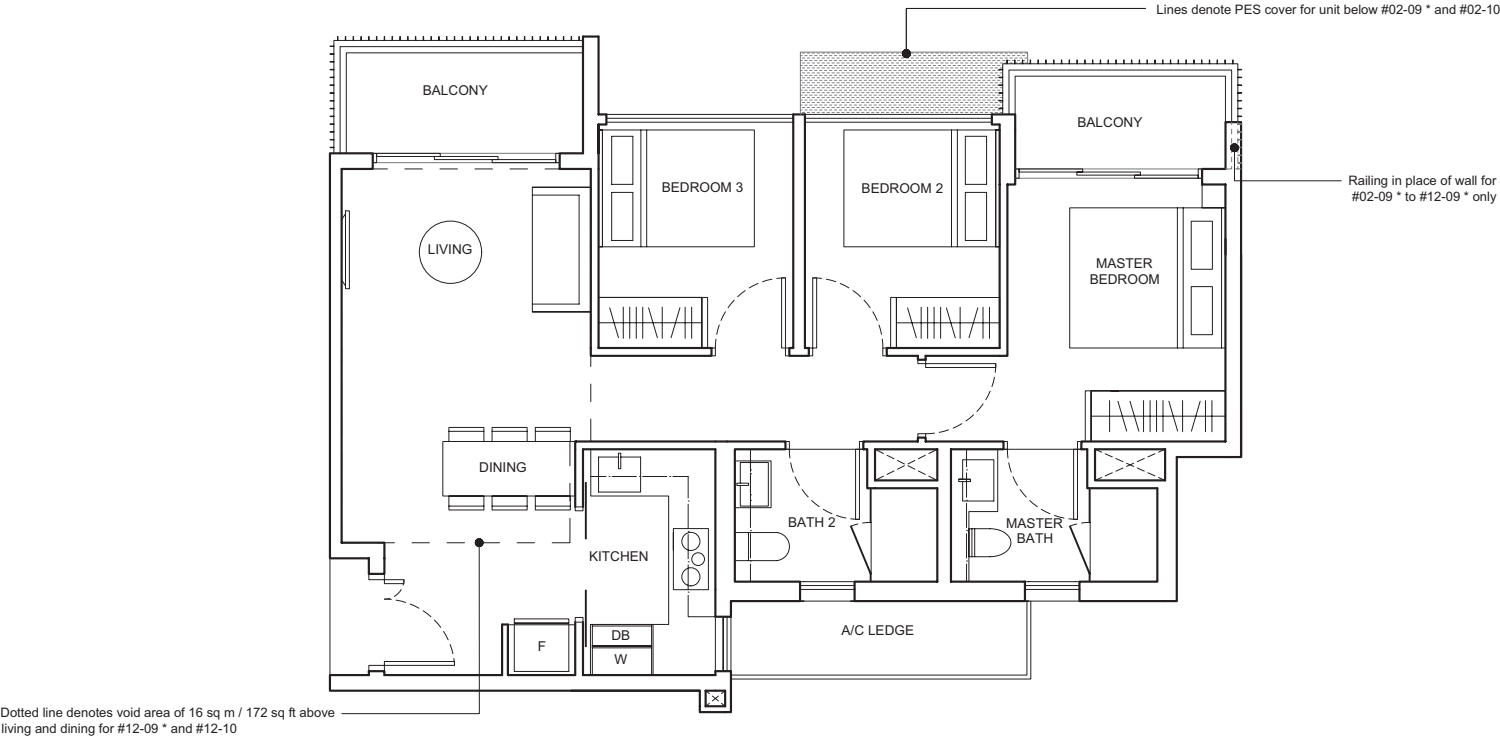 Lines denote PES cover for unit below #02-09 * and #02-10
BALCONY
BALCONY
Railing in place of wall for
#02-09 * to #12-09 * only
BEDROOM 3
BEDROOM 2
LIVING
MASTER
BEDROOM
DINING
BATH 2
MASTER
BATH
KITCHEN
DB
W
F
A/C LEDGE
Dotted line denotes void area of 16 sq m / 172 sq ft above
living and dining for #12-09 * and #12-10